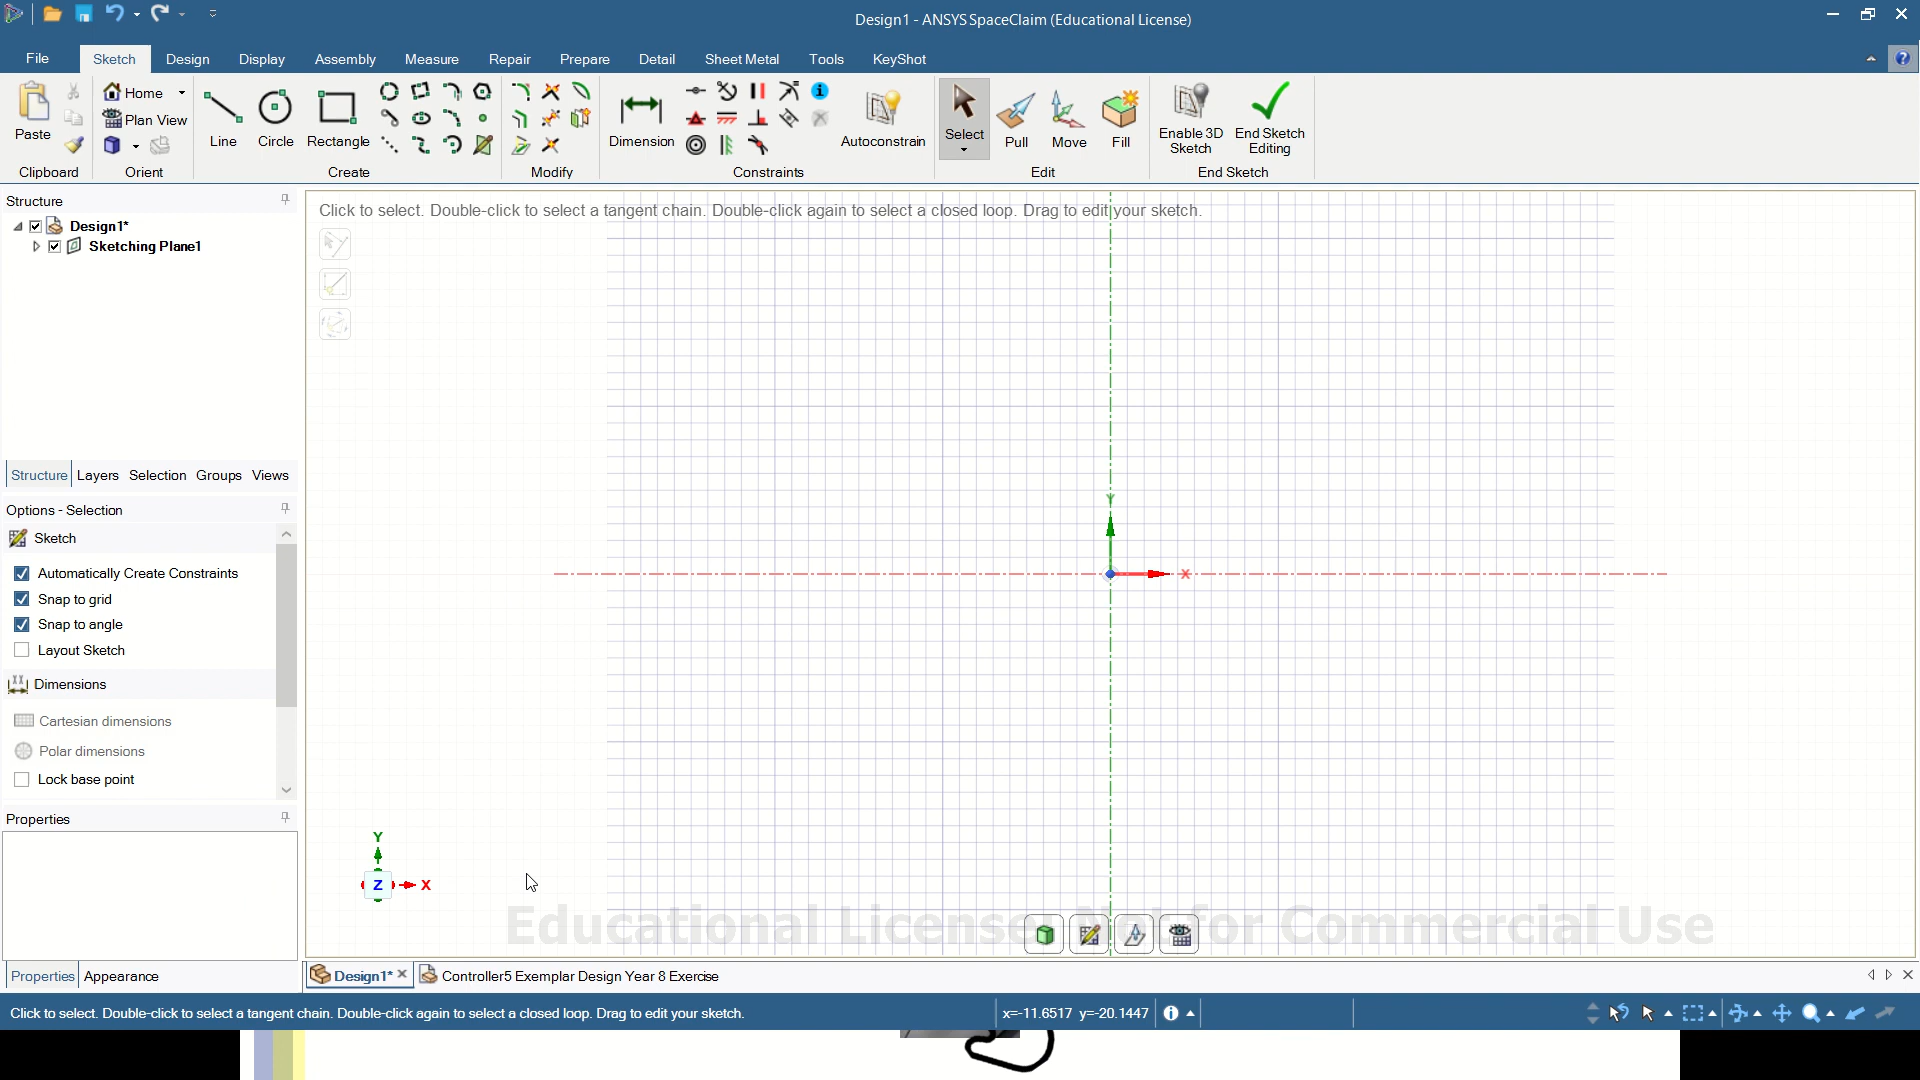 Design1 - ANSYS SpaceClaim (Educational License)
File Sketch Design Display Assembly Measure Repair Prepare Detail Sheet Metal Tools KeyShot
Paste
Clipboard
Home
Plan View
Orient
Line Circle Rectangle
Create
Modify
Dimension
Autoconstrain
Constraints
Select Pull Move Fill
Edit
Enable 3D Sketch
End Sketch Editing
End Sketch
Structure
Design1*
Sketching Plane1
Structure Layers Selection Groups Views
Options - Selection
Sketch
Automatically Create Constraints
Snap to grid
Snap to angle
Layout Sketch
Dimensions
Cartesian dimensions
Polar dimensions
Lock base point
Properties
Properties Appearance
Click to select. Double-click to select a tangent chain. Double-click again to select a closed loop. Drag to edit your sketch.
Y
X
Y
Z X
Educational License. Not for Commercial Use
Design1* Controller5 Exemplar Design Year 8 Exercise
Click to select. Double-click to select a tangent chain. Double-click again to select a closed loop. Drag to edit your sketch.
x=-11.6517 y=-20.1447